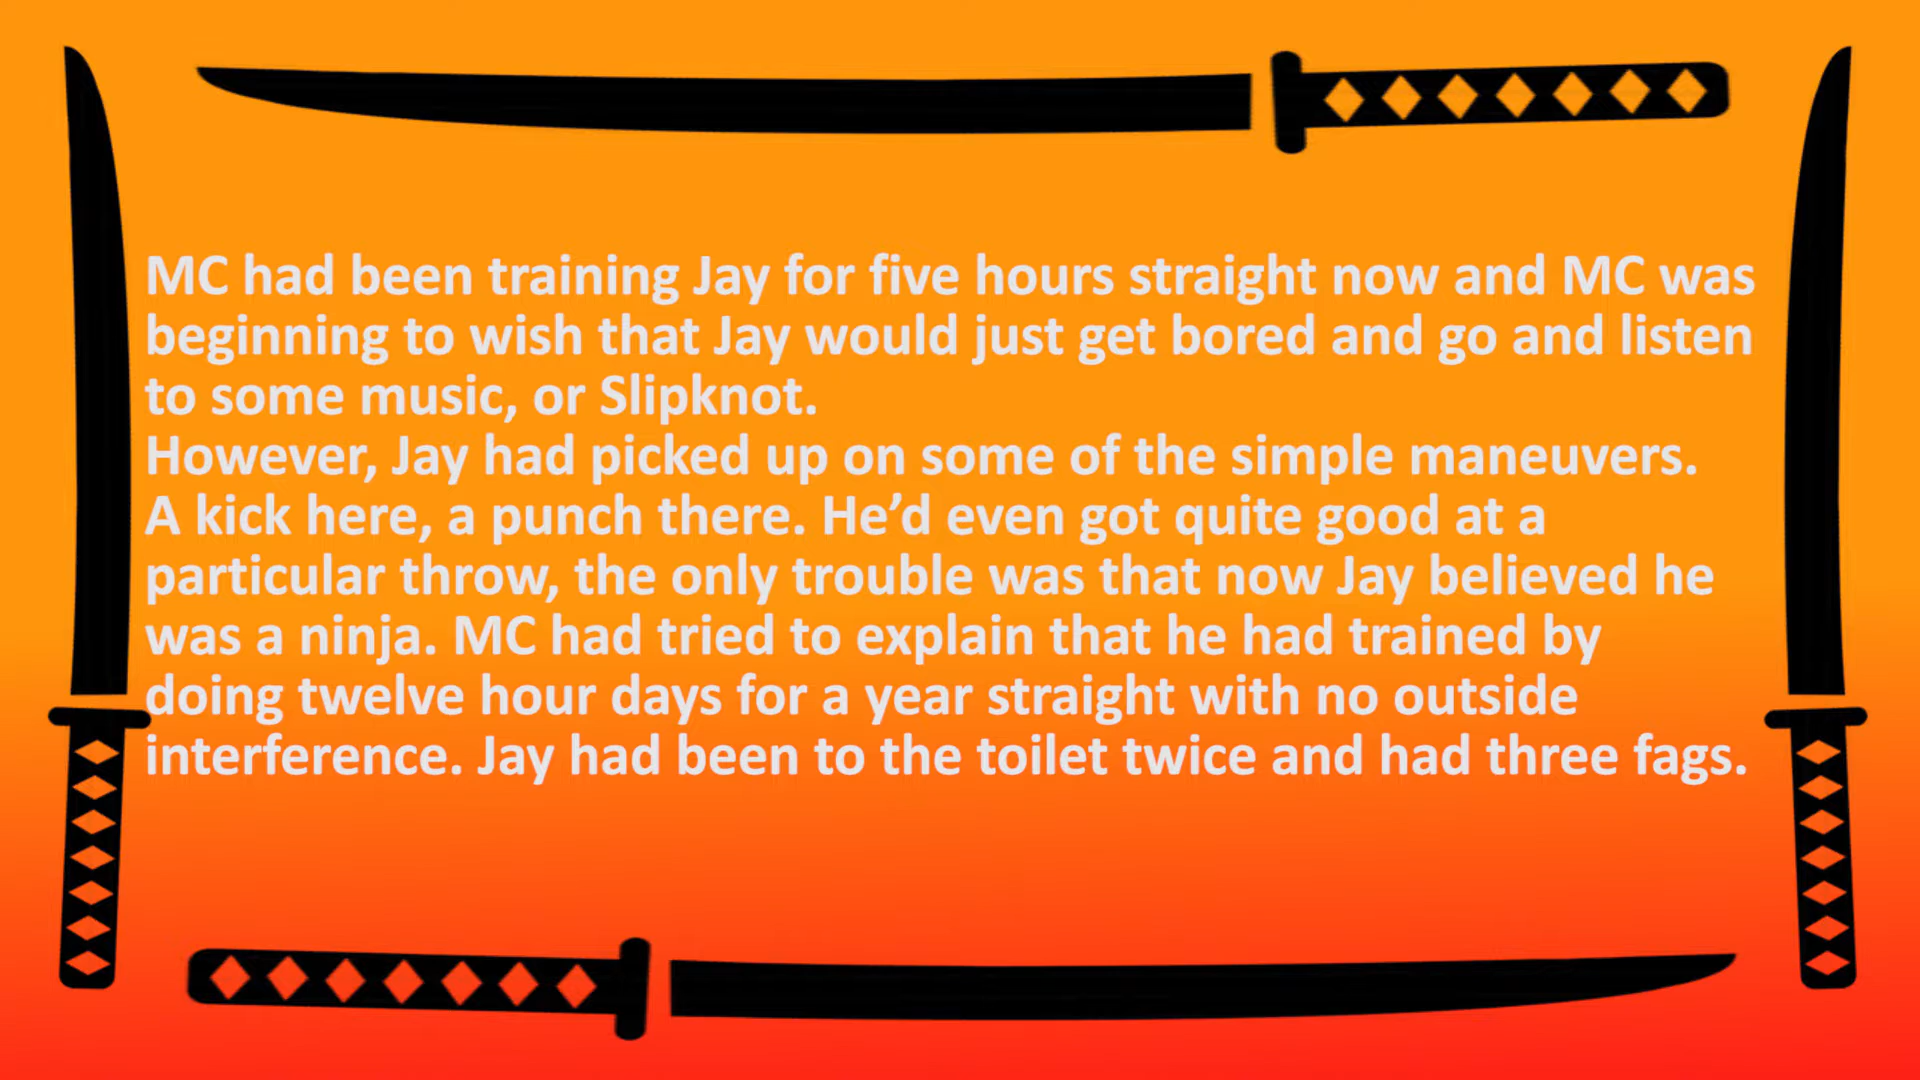 MC had been training Jay for five hours straight now and MC was
beginning to wish that Jay would just get bored and go and listen
to some music, or Slipknot.
However, Jay had picked up on some of the simple maneuvers.
A kick here, a punch there. He’d even got quite good at a
particular throw, the only trouble was that now Jay believed he
was a ninja. MC had tried to explain that he had trained by
doing twelve hour days for a year straight with no outside
interference. Jay had been to the toilet twice and had three fags.